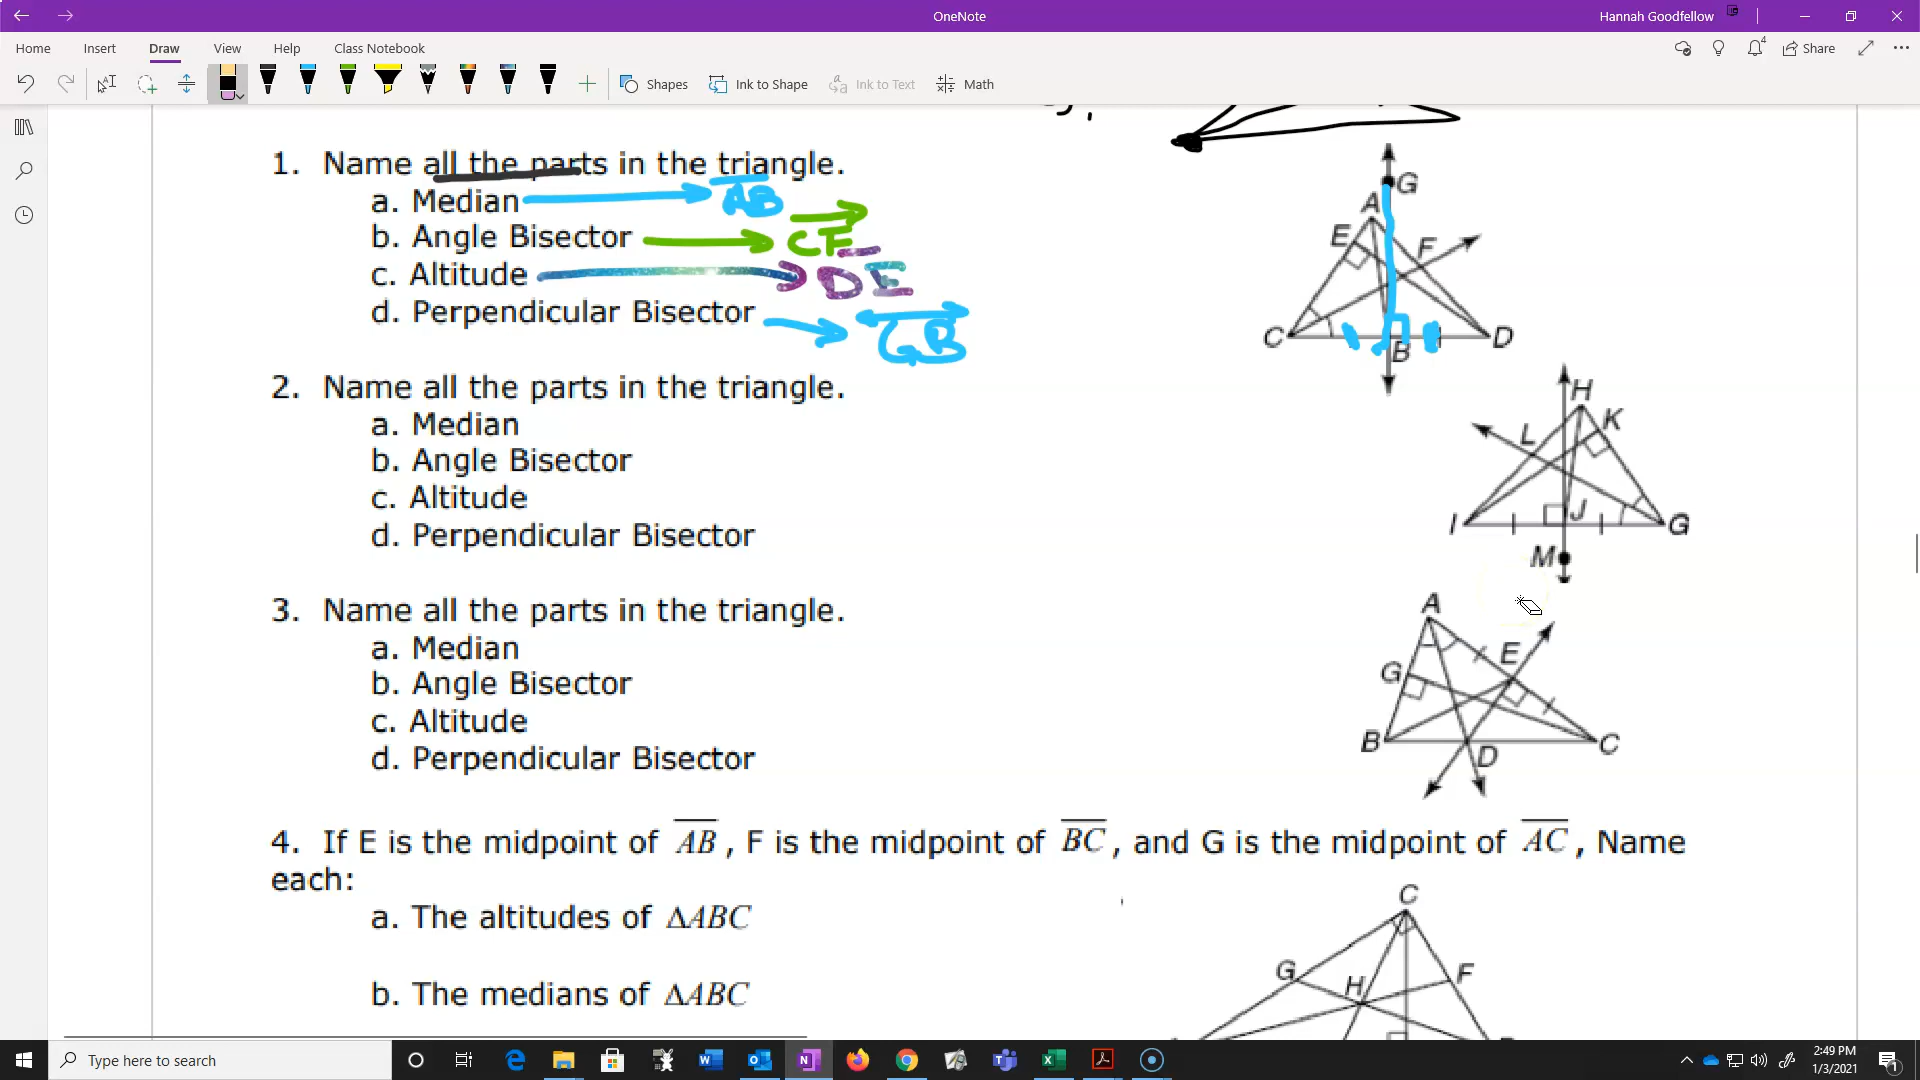 OneNote
Hannah Goodfellow
Home Insert Draw View Help Class Notebook
4 Share
Shapes Ink to Shape Ink to Text Math
1. Name all the parts in the triangle.
a. Median AB
b. Angle Bisector CF
c. Altitude DE
d. Perpendicular Bisector GB
G
A
E F
C B D
2. Name all the parts in the triangle.
a. Median
b. Angle Bisector
c. Altitude
d. Perpendicular Bisector
H
L K
I J G
M
3. Name all the parts in the triangle.
a. Median
b. Angle Bisector
c. Altitude
d. Perpendicular Bisector
A
E
G
B D C
4. If E is the midpoint of AB, F is the midpoint of BC, and G is the midpoint of AC, Name
each:
a. The altitudes of ΔABC
b. The medians of ΔABC
C
G H F
Type here to search
2:49 PM
1/3/2021
1